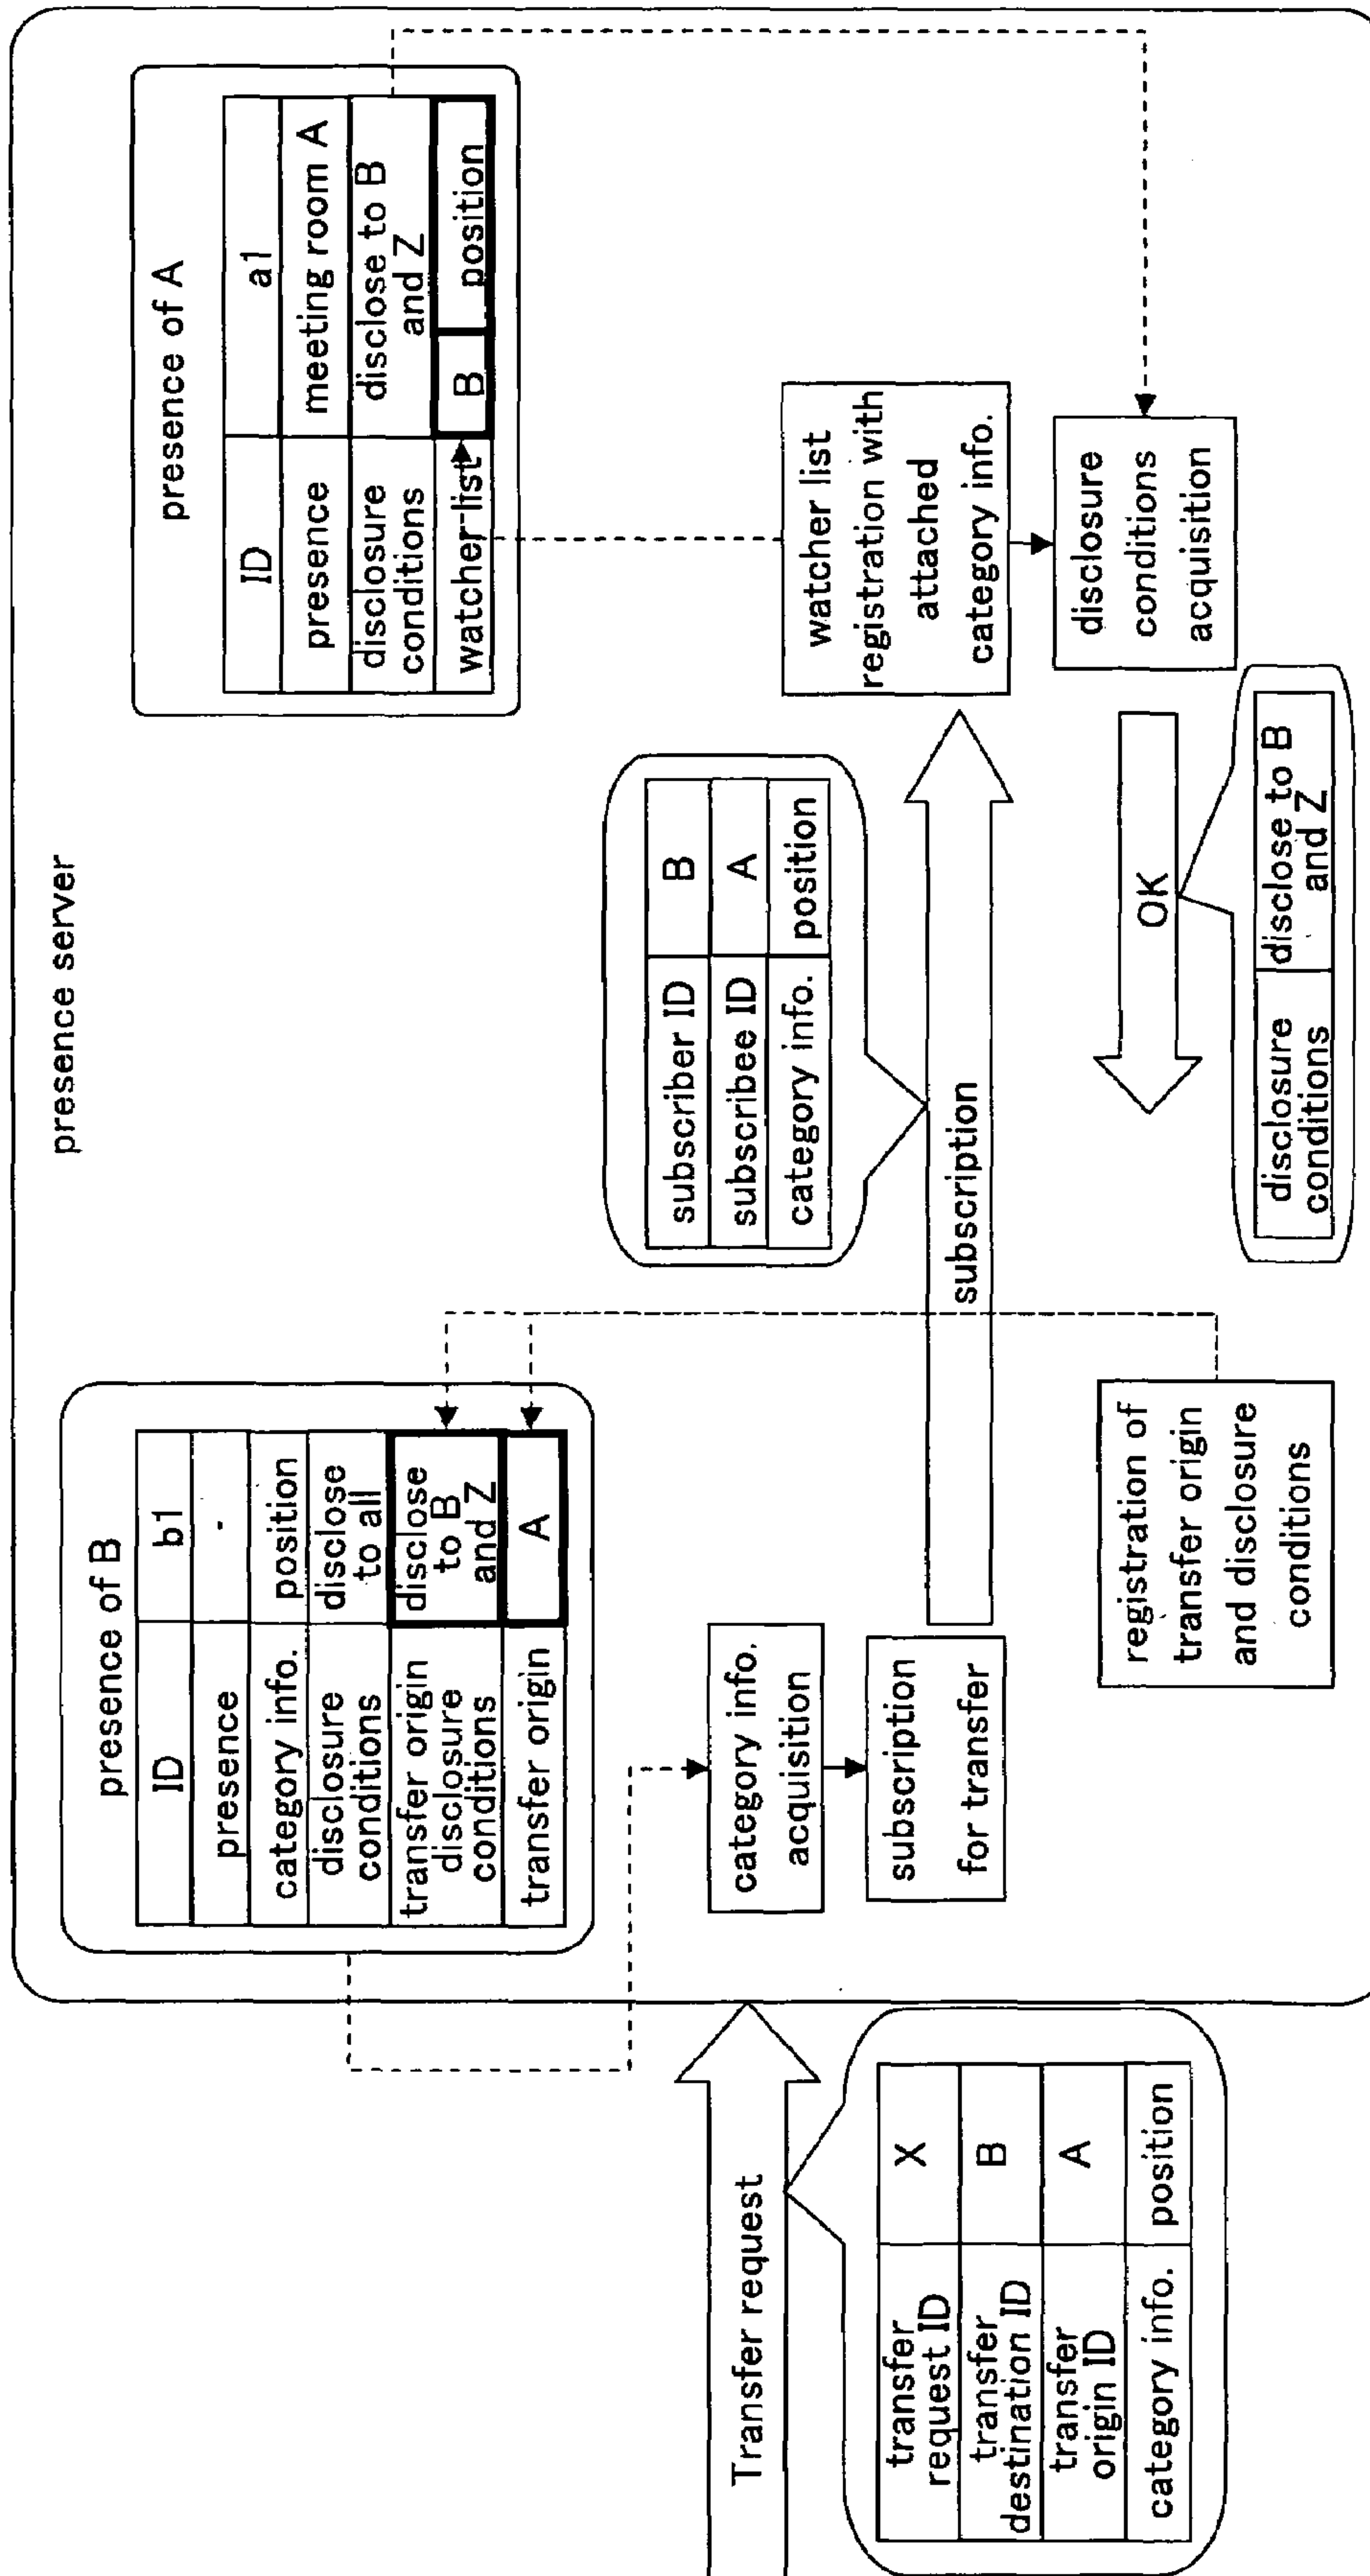 presence server
presence of B
ID
b1
presence
-
category info.
position
disclosure
conditions
disclose
to all
transfer origin
disclosure
conditions
disclose
to B
and Z
transfer origin
A
presence of A
ID
a1
presence
meeting room A
disclosure
conditions
disclose to B
and Z
watcher list
B
position
Transfer request
transfer
request ID
X
transfer
destination ID
B
transfer
origin ID
A
category info.
position
category info.
acquisition
subscription
for transfer
subscriber ID
B
subscribee ID
A
category info.
position
subscription
watcher list
registration with
attached
category info.
disclosure
conditions
acquisition
OK
disclosure
conditions
disclose to B
and Z
registration of
transfer origin
and disclosure
conditions